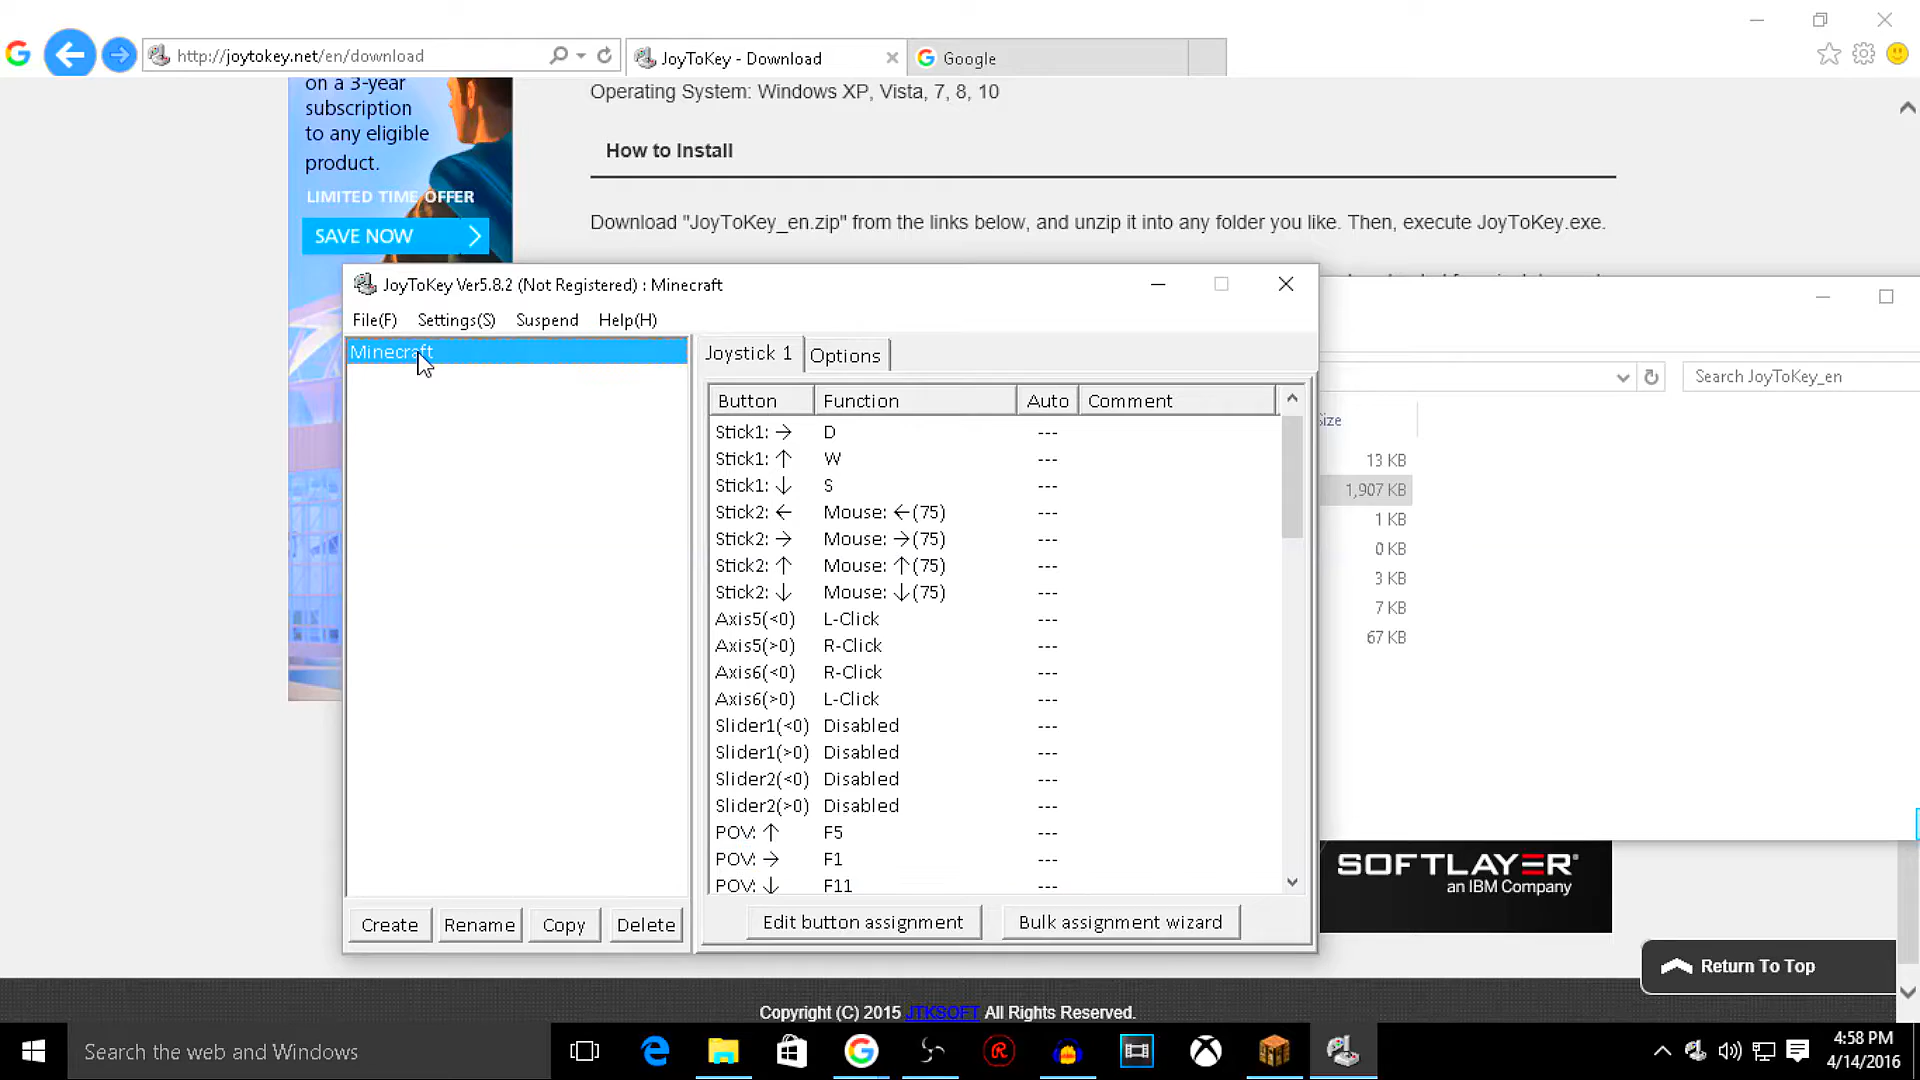 http://joytokey.net/en/download
JoyToKey - Download
Google
on a 3-year
subscription
to any eligible
product.
LIMITED TIME OFFER
SAVE NOW
Operating System: Windows XP, Vista, 7, 8, 10
How to Install
Download "JoyToKey_en.zip" from the links below, and unzip it into any folder you like. Then, execute JoyToKey.exe.
JoyToKey Ver5.8.2 (Not Registered) : Minecraft
File(F) Settings(S) Suspend Help(H)
Minecraft
Joystick 1 Options
Button Function Auto Comment
Stick1: → D ---
Stick1: ↑ W ---
Stick1: ↓ S ---
Stick2: ← Mouse: ←(75) ---
Stick2: → Mouse: →(75) ---
Stick2: ↑ Mouse: ↑(75) ---
Stick2: ↓ Mouse: ↓(75) ---
Axis5(<0) L-Click ---
Axis5(>0) R-Click ---
Axis6(<0) R-Click ---
Axis6(>0) L-Click ---
Slider1(<0) Disabled ---
Slider1(>0) Disabled ---
Slider2(<0) Disabled ---
Slider2(>0) Disabled ---
POV: ↑ F5 ---
POV: → F1 ---
POV: ↓ F11 ---
Create Rename Copy Delete
Edit button assignment Bulk assignment wizard
Search JoyToKey_en
Size
13 KB
1,907 KB
1 KB
0 KB
3 KB
7 KB
67 KB
SOFTLAYER
an IBM Company
Return To Top
Copyright (C) 2015 JTKSOFT All Rights Reserved.
Search the web and Windows
4:58 PM
4/14/2016